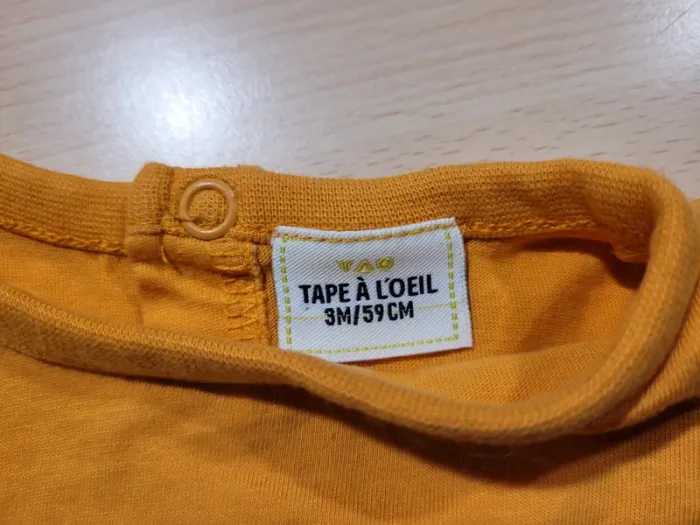 TAO
TAPE À L'OEIL
3M/59CM